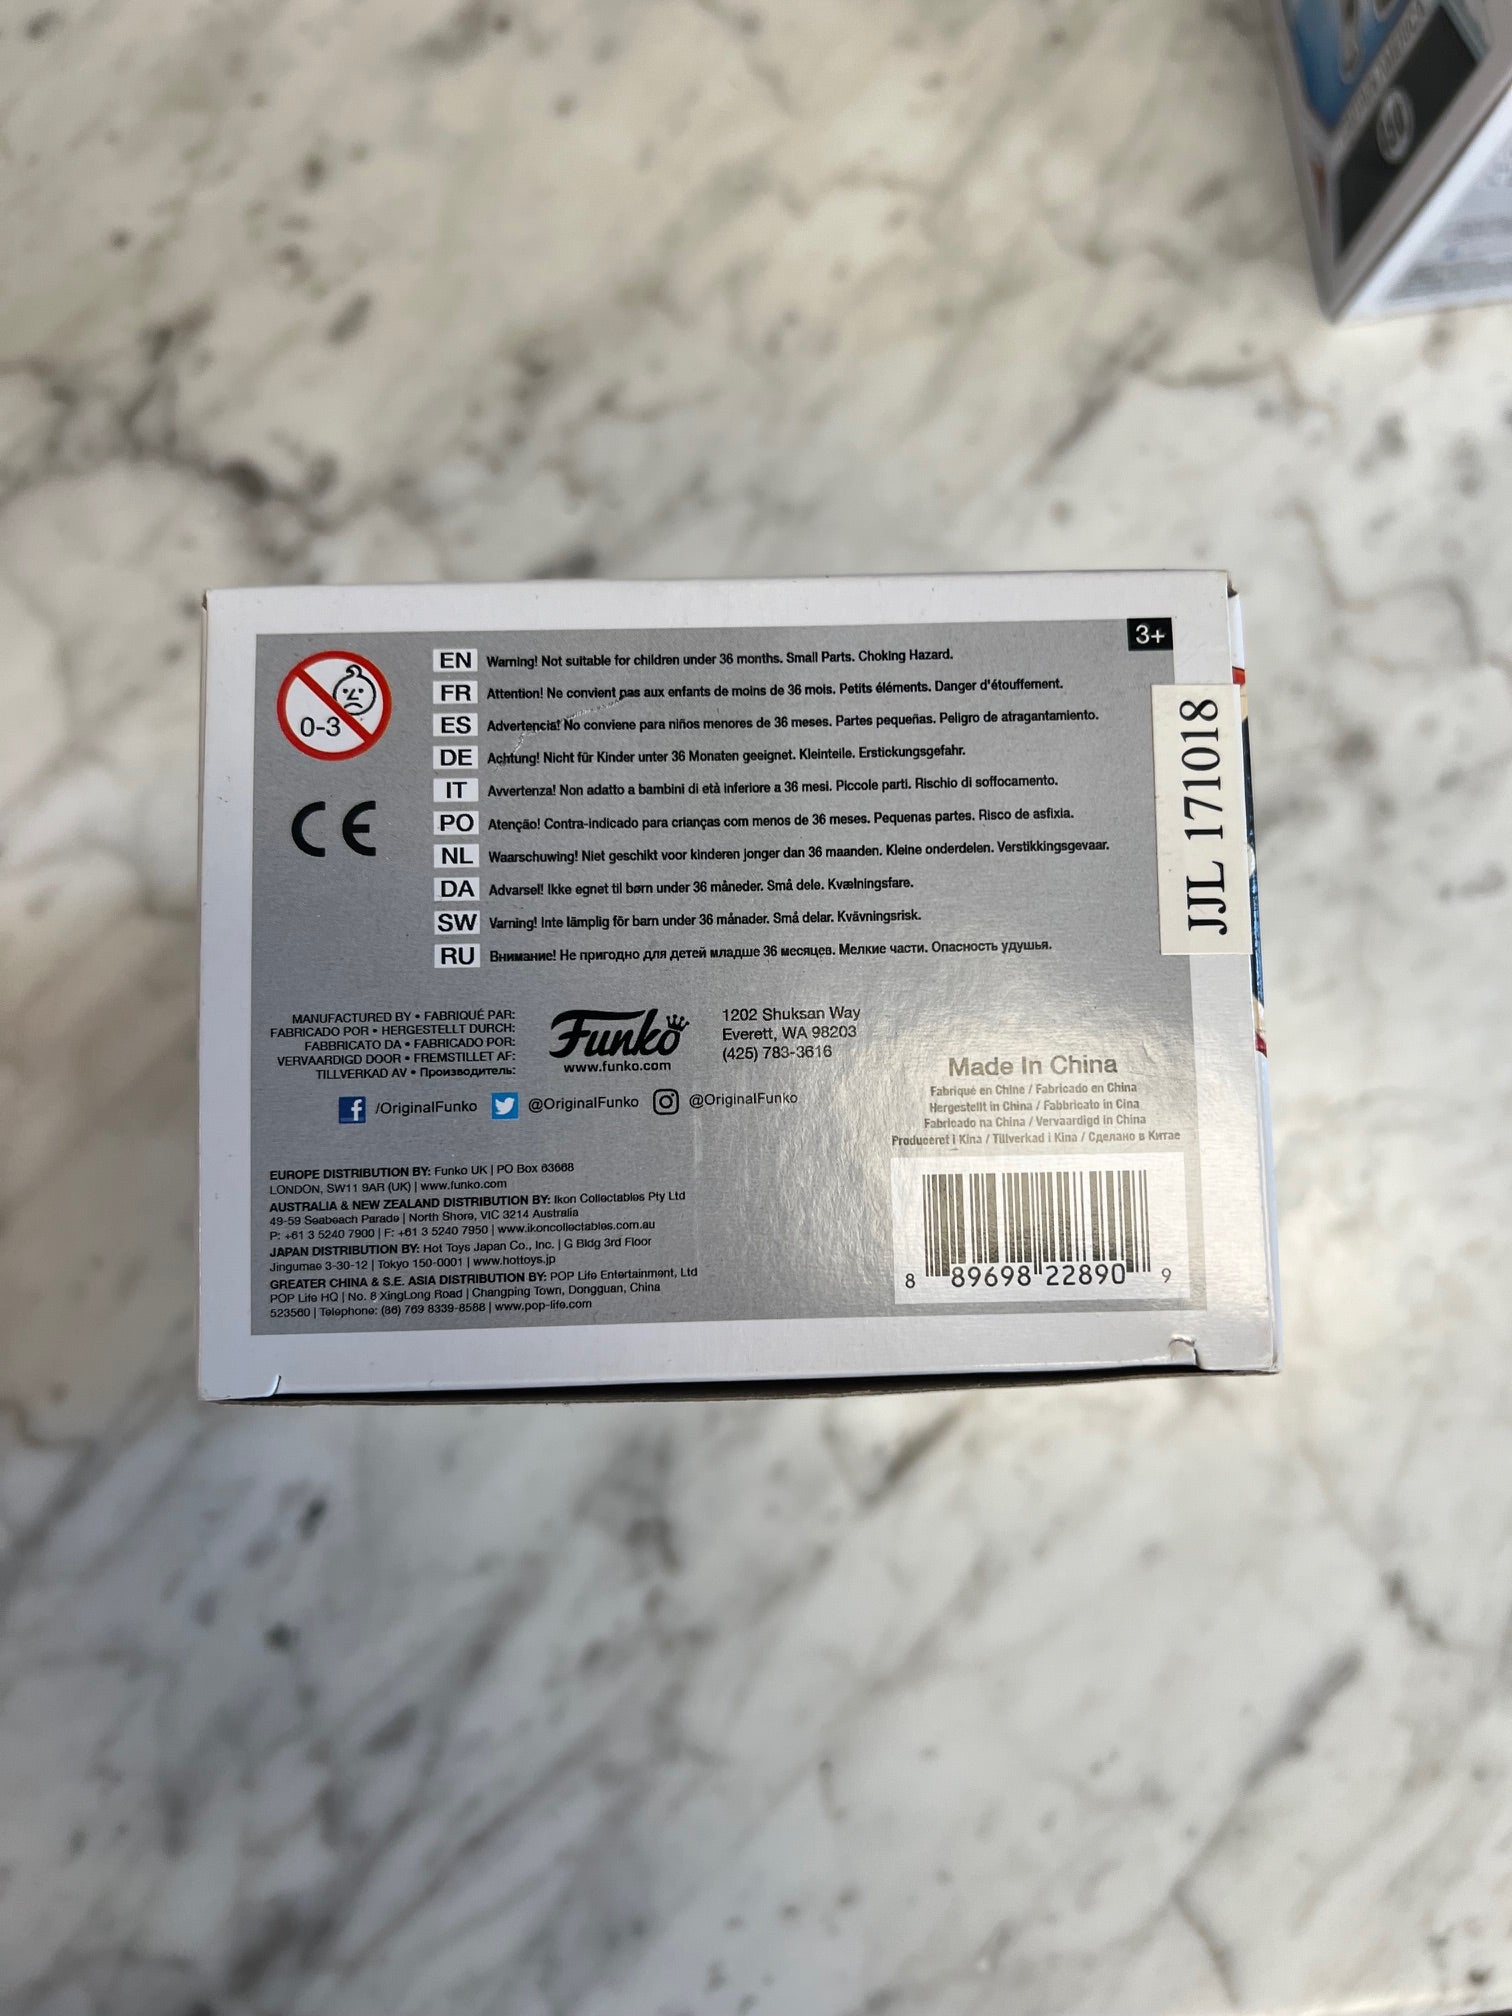 3+
0-3
EN Warning! Not suitable for children under 36 months. Small Parts. Choking Hazard.
FR Attention! Ne convient pas aux enfants de moins de 36 mois. Petits éléments. Danger d'étouffement.
ES Advertencia! No conviene para niños menores de 36 meses. Partes pequeñas. Peligro de atragantamiento.
DE Achtung! Nicht für Kinder unter 36 Monaten geeignet. Kleinteile. Erstickungsgefahr.
IT Avvertenza! Non adatto a bambini di età inferiore a 36 mesi. Piccole parti. Rischio di soffocamento.
PO Atenção! Contra-indicado para crianças com menos de 36 meses. Pequenas partes. Risco de asfixia.
NL Waarschuwing! Niet geschikt voor kinderen jonger dan 36 maanden. Kleine onderdelen. Verstikkingsgevaar.
DA Advarsel! Ikke egnet til børn under 36 måneder. Små dele. Kvælningsfare.
SW Varning! Inte lämplig för barn under 36 månader. Små delar. Kvävningsrisk.
RU Внимание! Не пригодно для детей младше 36 месяцев. Мелкие части. Опасность удушья.
CE
JJL 171018
MANUFACTURED BY • FABRIQUÉ PAR:
FABRICADO POR • HERGESTELLT DURCH:
FABBRICATO DA • FABRICADO POR:
VERVAARDIGD DOOR • FREMSTILLET AF:
TILLVERKAD AV • Производитель:
Funko
www.funko.com
1202 Shuksan Way
Everett, WA 98203
(425) 783-3616
/OriginalFunko @OriginalFunko @OriginalFunko
Made In China
Fabriqué en Chine / Fabricado en China
Hergestellt in China / Fabbricato in Cina
Fabricado na China / Vervaardigd in China
Produceret i Kina / Tillverkad i Kina / Сделано в Китае
EUROPE DISTRIBUTION BY: Funko UK | PO Box 63668
LONDON, SW11 9AR (UK) | www.funko.com
AUSTRALIA & NEW ZEALAND DISTRIBUTION BY: Ikon Collectables Pty Ltd
49-59 Seabeach Parade | North Shore, VIC 3214 Australia
P: +61 3 5240 7900 | F: +61 3 5240 7950 | www.ikoncollectables.com.au
JAPAN DISTRIBUTION BY: Hot Toys Japan Co., Inc. | G Bldg 3rd Floor
Jingumae 3-30-12 | Tokyo 150-0001 | www.hottoys.jp
GREATER CHINA & S.E. ASIA DISTRIBUTION BY: POP Life Entertainment, Ltd
POP Life HQ | No. 8 XingLong Road | Changping Town, Dongguan, China
523560 | Telephone: (86) 769 8339-8588 | www.pop-life.com
8 89698 22890 9